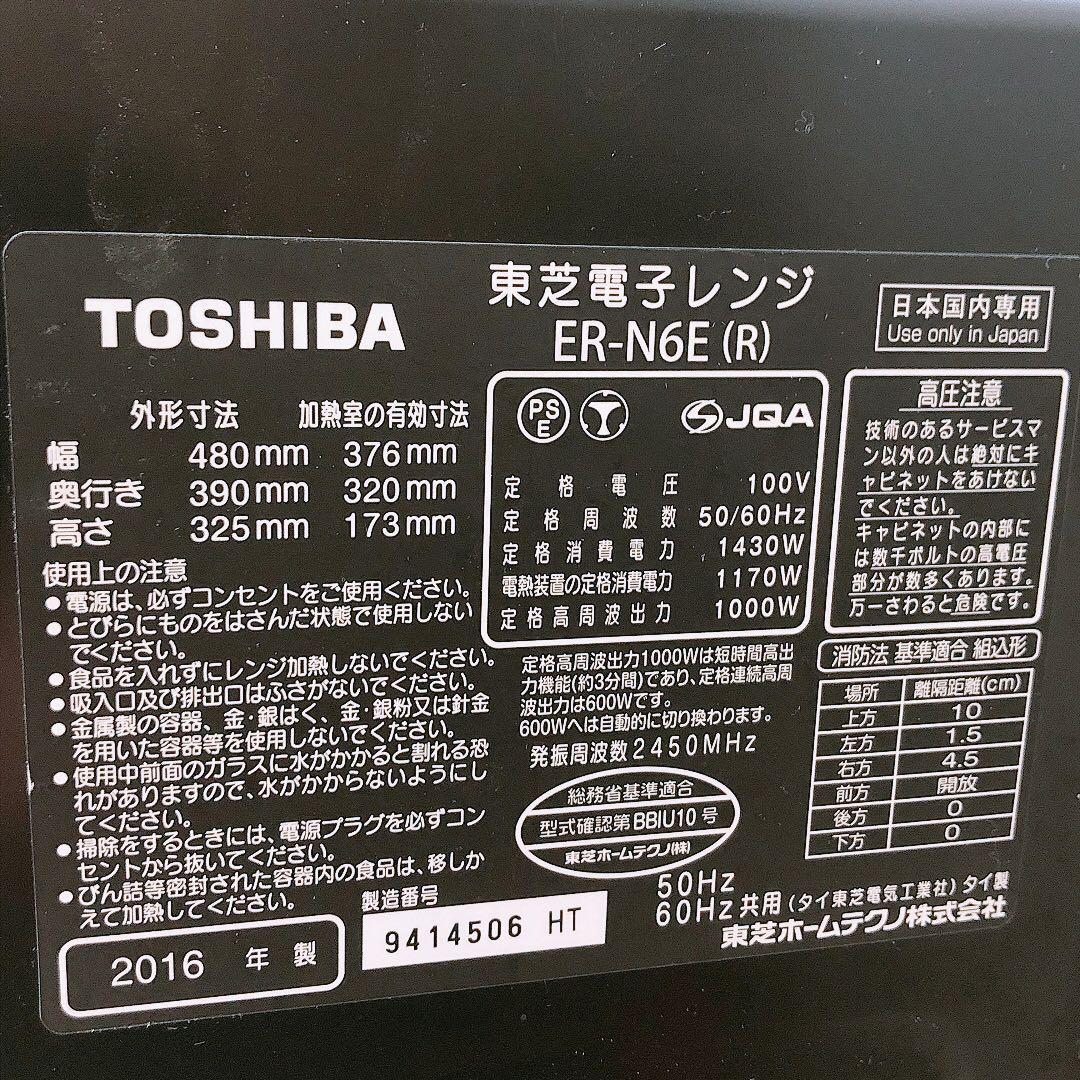 TOSHIBA
東芝電子レンジ
ER-N6E (R)
日本国内専用
Use only in Japan
外形寸法 加熱室の有効寸法
幅 480mm 376mm
奥行き 390mm 320mm
高さ 325mm 173mm
使用上の注意
●電源は、必ずコンセントをご使用ください。
●とびらにものをはさんだ状態で使用しない
でください。
●食品を入れずにレンジ加熱しないでください。
●吸入口及び排出口はふさがないでください。
●金属製の容器、金・銀はく、金・銀粉又は針金
を用いた容器等を使用しないでください。
●使用中前面のガラスに水がかかると割れる恐
れがありますので、水がかからないようにし
てください。
●掃除をするときには、電源プラグを必ずコン
セントから抜いてください。
●びん詰等密封された容器内の食品は、移しか
えて加熱してください。
2016 年 製
PS
E
JQA
定格電圧 100V
定格周波数 50/60Hz
定格消費電力 1430W
電熱装置の定格消費電力 1170W
定格高周波出力 1000W
定格高周波出力1000Wは短時間高出
力機能(約3分間)であり、定格連続高周
波出力は600Wです。
600Wへは自動的に切り換わります。
発振周波数2450MHz
総務省基準適合
型式確認第BBIU10号
東芝ホームテクノ(株)
製造番号
9414506 HT
高圧注意
技術のあるサービスマ
ン以外の人は絶対にキ
ャビネットをあけない
でください。
キャビネットの内部に
は数千ボルトの高電圧
部分が数多くあります。
万一さわると危険です。
消防法 基準適合 組込形
場所 離隔距離(cm)
上方 10
左方 1.5
右方 4.5
前方 開放
後方 0
下方 0
50Hz
60Hz共用(タイ東芝電気工業社)タイ製
東芝ホームテクノ株式会社